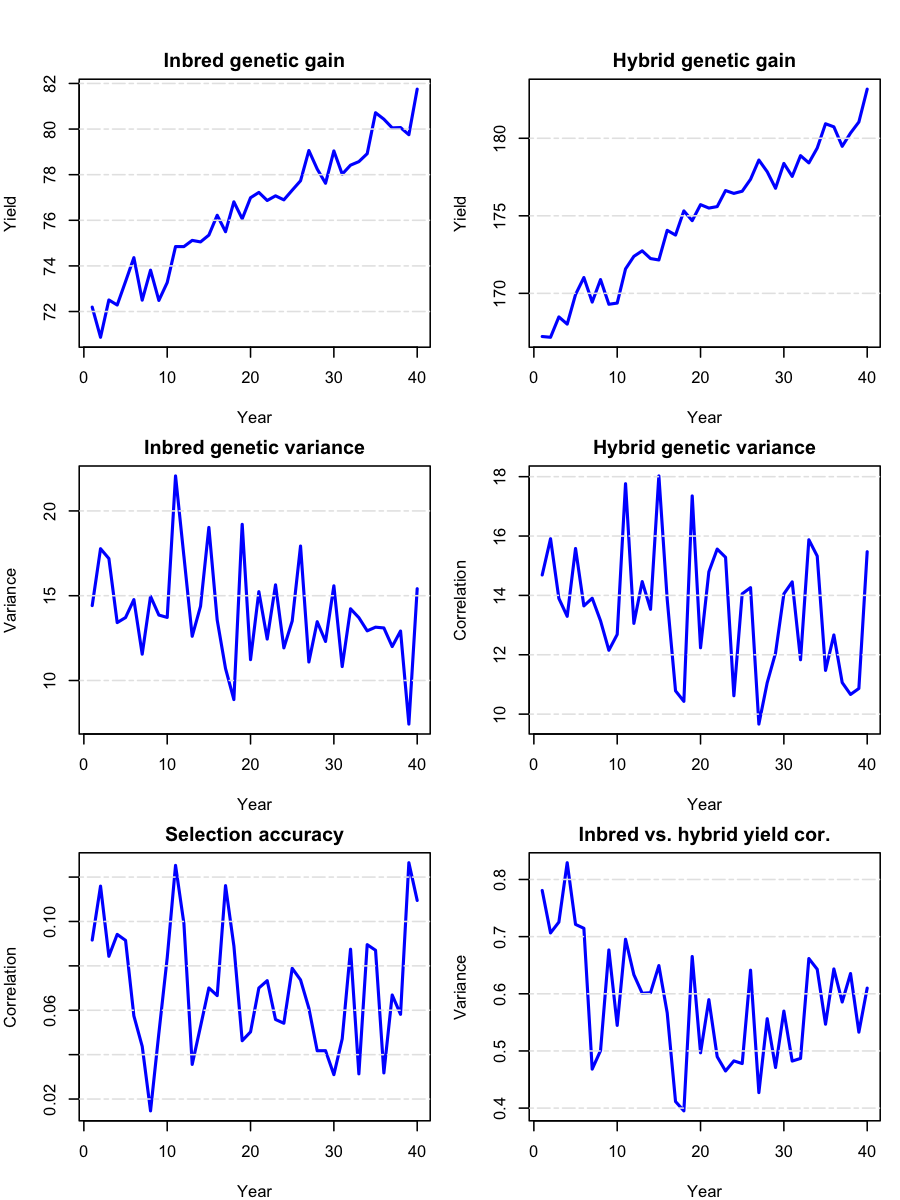 Inbred genetic gain
Yield
82
80
78
76
74
72
0 10 20 30 40
Year
Hybrid genetic gain
Yield
180
175
170
0 10 20 30 40
Year
Inbred genetic variance
Variance
20
15
10
0 10 20 30 40
Year
Hybrid genetic variance
Correlation
18
16
14
12
10
0 10 20 30 40
Year
Selection accuracy
Correlation
0.10
0.06
0.02
0 10 20 30 40
Year
Inbred vs. hybrid yield cor.
Variance
0.8
0.7
0.6
0.5
0.4
0 10 20 30 40
Year